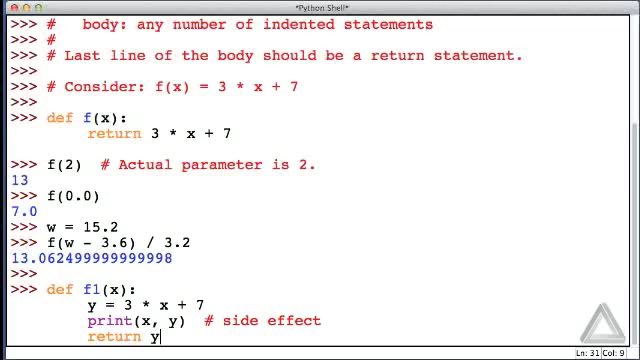 *Python Shell*
>>> #   body: any number of indented statements
>>> #
>>> # Last line of the body should be a return statement.
>>>
>>> # Consider: f(x) = 3 * x + 7
>>>
>>> def f(x):
        return 3 * x + 7
>>> f(2)  # Actual parameter is 2.
13
>>> f(0.0)
7.0
>>> w = 15.2
>>> f(w - 3.6) / 3.2
13.062499999999998
>>>
>>> def f1(x):
        y = 3 * x + 7
        print(x, y)  # side effect
        return y
Ln: 31 Col: 9